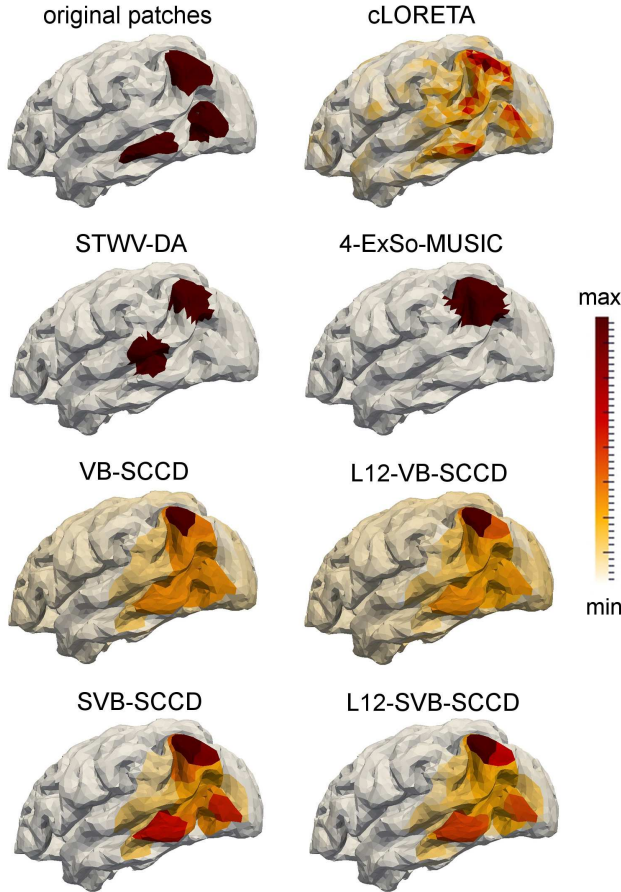 original patches
cLORETA
STWV-DA
4-ExSo-MUSIC
max
VB-SCCD
L12-VB-SCCD
min
SVB-SCCD
L12-SVB-SCCD